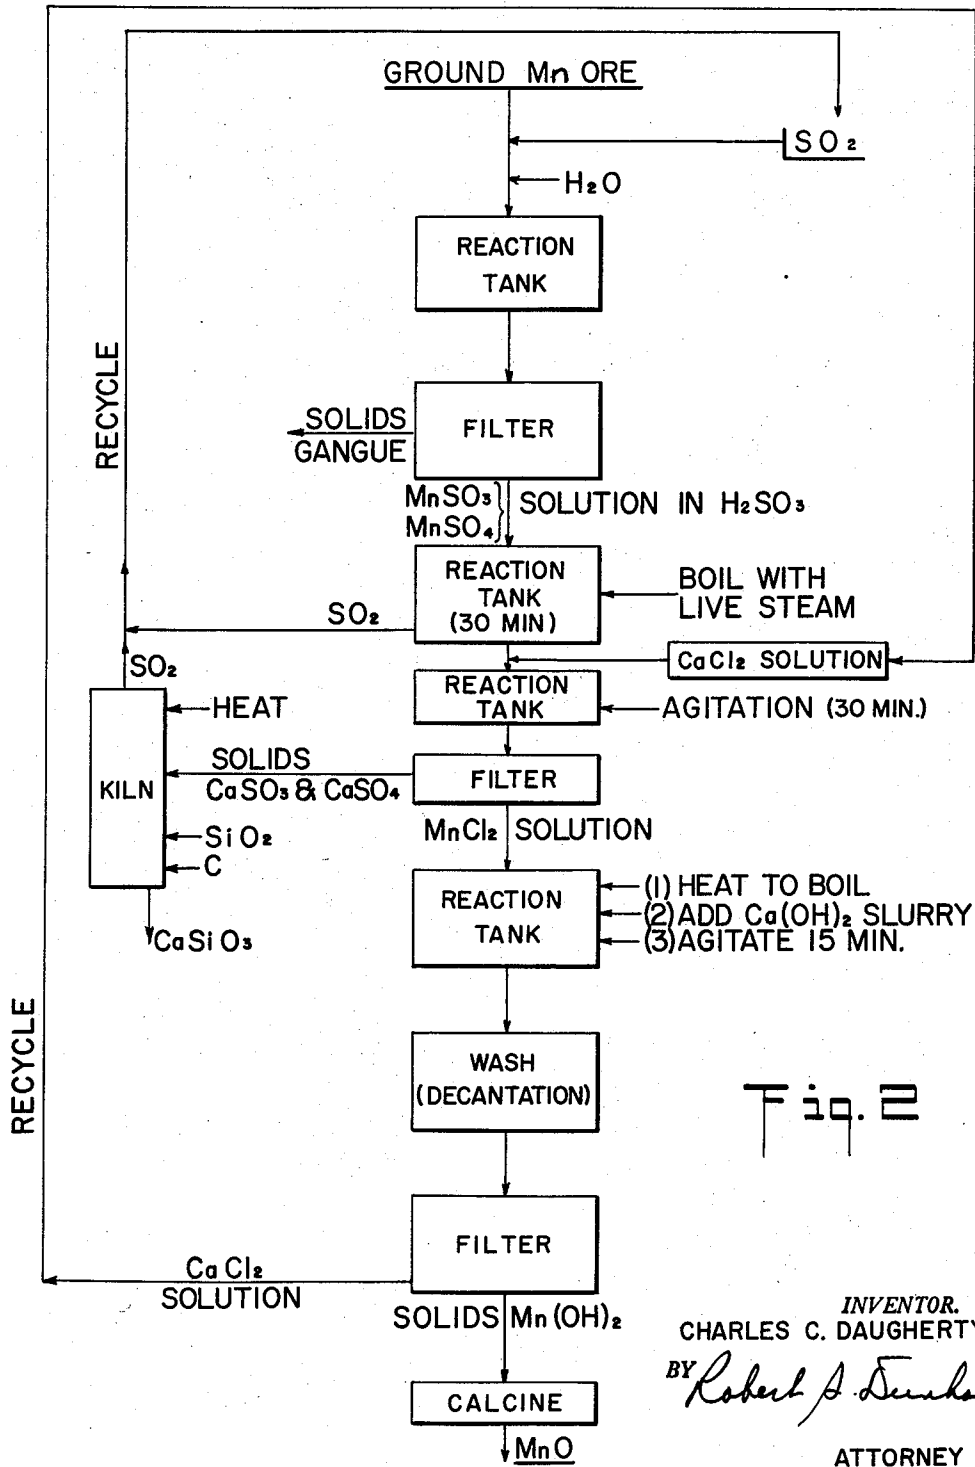 GROUND Mn ORE
SO₂
H₂O
REACTION
TANK
RECYCLE
SOLIDS
GANGUE
FILTER
MnSO₃
MnSO₄
SOLUTION IN H₂SO₃
REACTION
TANK
(30 MIN)
BOIL WITH
LIVE STEAM
SO₂
SO₂
CaCl₂ SOLUTION
REACTION
TANK
AGITATION (30 MIN.)
HEAT
KILN
SOLIDS
CaSO₃ & CaSO₄
FILTER
SiO₂
C
MnCl₂ SOLUTION
CaSiO₃
REACTION
TANK
(1) HEAT TO BOIL
(2) ADD Ca(OH)₂ SLURRY
(3) AGITATE 15 MIN.
RECYCLE
WASH
(DECANTATION)
Fig. 2
FILTER
CaCl₂
SOLUTION
SOLIDS Mn(OH)₂
CALCINE
MnO
INVENTOR.
CHARLES C. DAUGHERTY
BY Robert S.
ATTORNEY